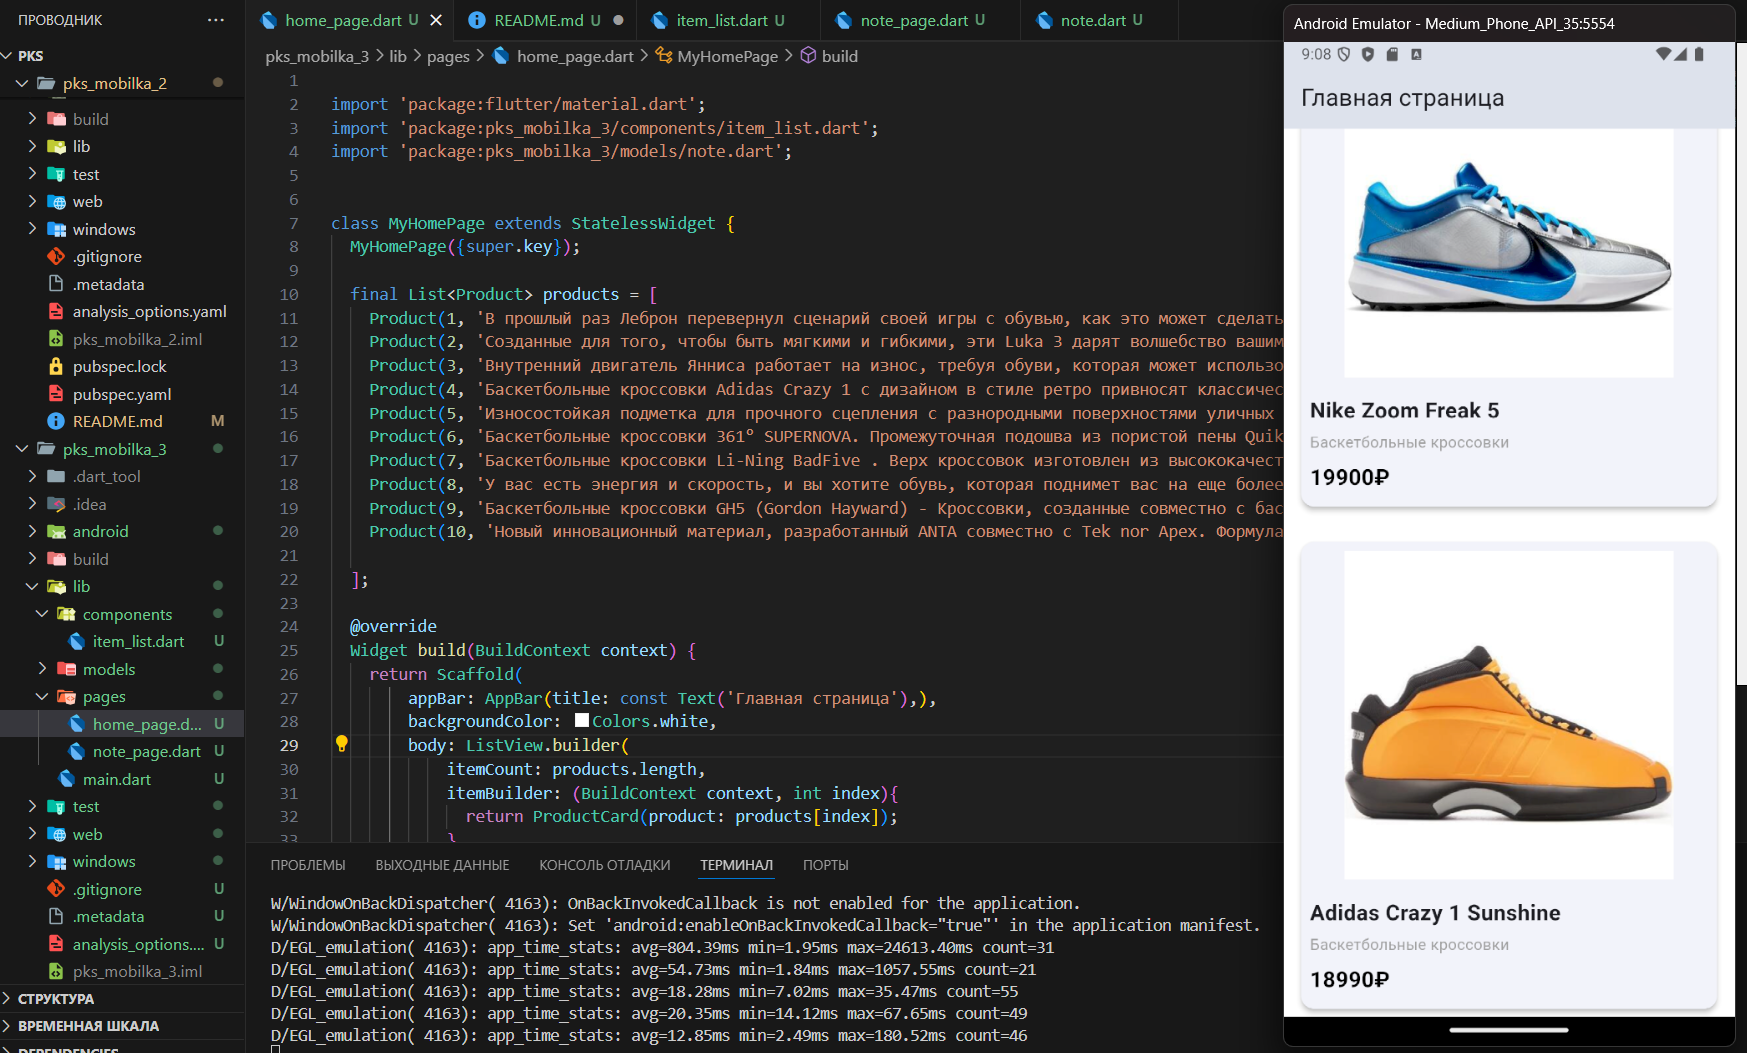 ПРОВОДНИК
PKS
pks_mobilka_2
build
lib
test
web
windows
.gitignore
.metadata
analysis_options.yaml
pks_mobilka_2.iml
pubspec.lock
pubspec.yaml
README.md M
pks_mobilka_3
.dart_tool
.idea
android
build
lib
components
item_list.dart U
models
pages
home_page.d... U
note_page.dart U
main.dart U
test
web
windows
.gitignore U
.metadata U
analysis_options.... U
pks_mobilka_3.iml
СТРУКТУРА
ВРЕМЕННАЯ ШКАЛА
DEPENDENCIES
home_page.dart U
README.md U
item_list.dart U
note_page.dart U
note.dart U
pks_mobilka_3 > lib > pages > home_page.dart > MyHomePage > build
1
2 import 'package:flutter/material.dart';
3 import 'package:pks_mobilka_3/components/item_list.dart';
4 import 'package:pks_mobilka_3/models/note.dart';
5
6
7 class MyHomePage extends StatelessWidget {
8 MyHomePage({super.key});
9
10 final List<Product> products = [
11 Product(1, 'В прошлый раз Леброн перевернул сценарий своей игры с обувью, как это может сделать
12 Product(2, 'Созданные для того, чтобы быть мягкими и гибкими, эти Luka 3 дарят волшебство вашим
13 Product(3, 'Внутренний двигатель Янниса работает на износ, требуя обуви, которая может использо
14 Product(4, 'Баскетбольные кроссовки Adidas Crazy 1 с дизайном в стиле ретро привносят классичес
15 Product(5, 'Износостойкая подметка для прочного сцепления с разнородными поверхностями уличных
16 Product(6, 'Баскетбольные кроссовки 361° SUPERNOVA. Промежуточная подошва из пористой пены Quik
17 Product(7, 'Баскетбольные кроссовки Li-Ning BadFive . Верх кроссовок изготовлен из высококачест
18 Product(8, 'У вас есть энергия и скорость, и вы хотите обувь, которая поднимет вас на еще более
19 Product(9, 'Баскетбольные кроссовки GH5 (Gordon Hayward) - Кроссовки, созданные совместно с бас
20 Product(10, 'Новый инновационный материал, разработанный ANTA совместно с Tek nor Apex. Формула
21
22 ];
23
24 @override
25 Widget build(BuildContext context) {
26 return Scaffold(
27 appBar: AppBar(title: const Text('Главная страница'),),
28 backgroundColor: Colors.white,
29 body: ListView.builder(
30 itemCount: products.length,
31 itemBuilder: (BuildContext context, int index){
32 return ProductCard(product: products[index]);
33 }
ПРОБЛЕМЫ ВЫХОДНЫЕ ДАННЫЕ КОНСОЛЬ ОТЛАДКИ ТЕРМИНАЛ ПОРТЫ
W/WindowOnBackDispatcher( 4163): OnBackInvokedCallback is not enabled for the application.
W/WindowOnBackDispatcher( 4163): Set 'android:enableOnBackInvokedCallback="true"' in the application manifest.
D/EGL_emulation( 4163): app_time_stats: avg=804.39ms min=1.95ms max=24613.40ms count=31
D/EGL_emulation( 4163): app_time_stats: avg=54.73ms min=1.84ms max=1057.55ms count=21
D/EGL_emulation( 4163): app_time_stats: avg=18.28ms min=7.02ms max=35.47ms count=55
D/EGL_emulation( 4163): app_time_stats: avg=20.35ms min=14.12ms max=67.65ms count=49
D/EGL_emulation( 4163): app_time_stats: avg=12.85ms min=2.49ms max=180.52ms count=46
Android Emulator - Medium_Phone_API_35:5554
9:08
Главная страница
Nike Zoom Freak 5
Баскетбольные кроссовки
19900₽
Adidas Crazy 1 Sunshine
Баскетбольные кроссовки
18990₽